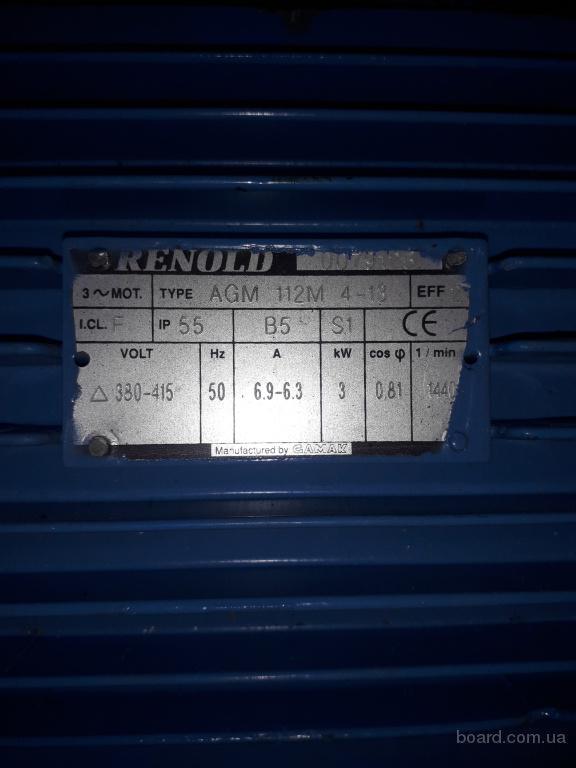 RENOLD
3~MOT. TYPE AGM 112M 4-13 EFF
I.CL. F IP 55 B5 S1 CE
VOLT Hz A kW cos φ 1/min
△ 380-415 50 6.9-6.3 3 0.81 1440
Manufactured by GAMAK
board.com.ua